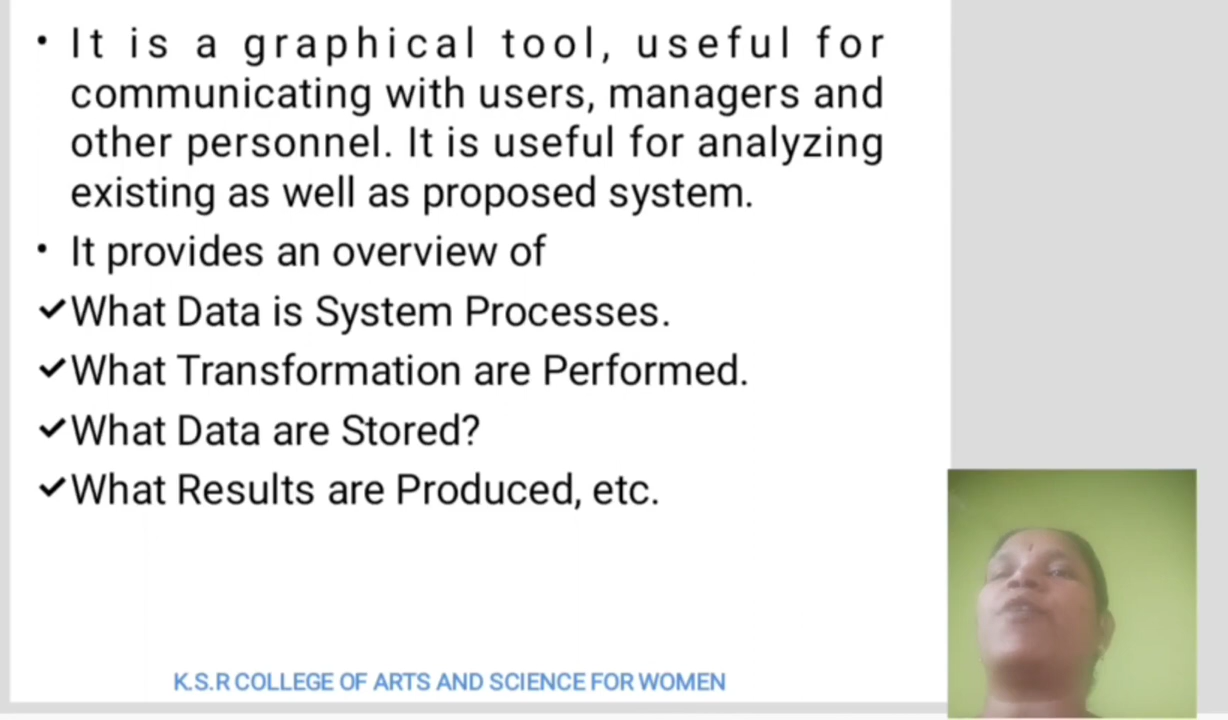 • It is a graphical tool, useful for
communicating with users, managers and
other personnel. It is useful for analyzing
existing as well as proposed system.
• It provides an overview of
✔What Data is System Processes.
✔What Transformation are Performed.
✔What Data are Stored?
✔What Results are Produced, etc.
K.S.R COLLEGE OF ARTS AND SCIENCE FOR WOMEN